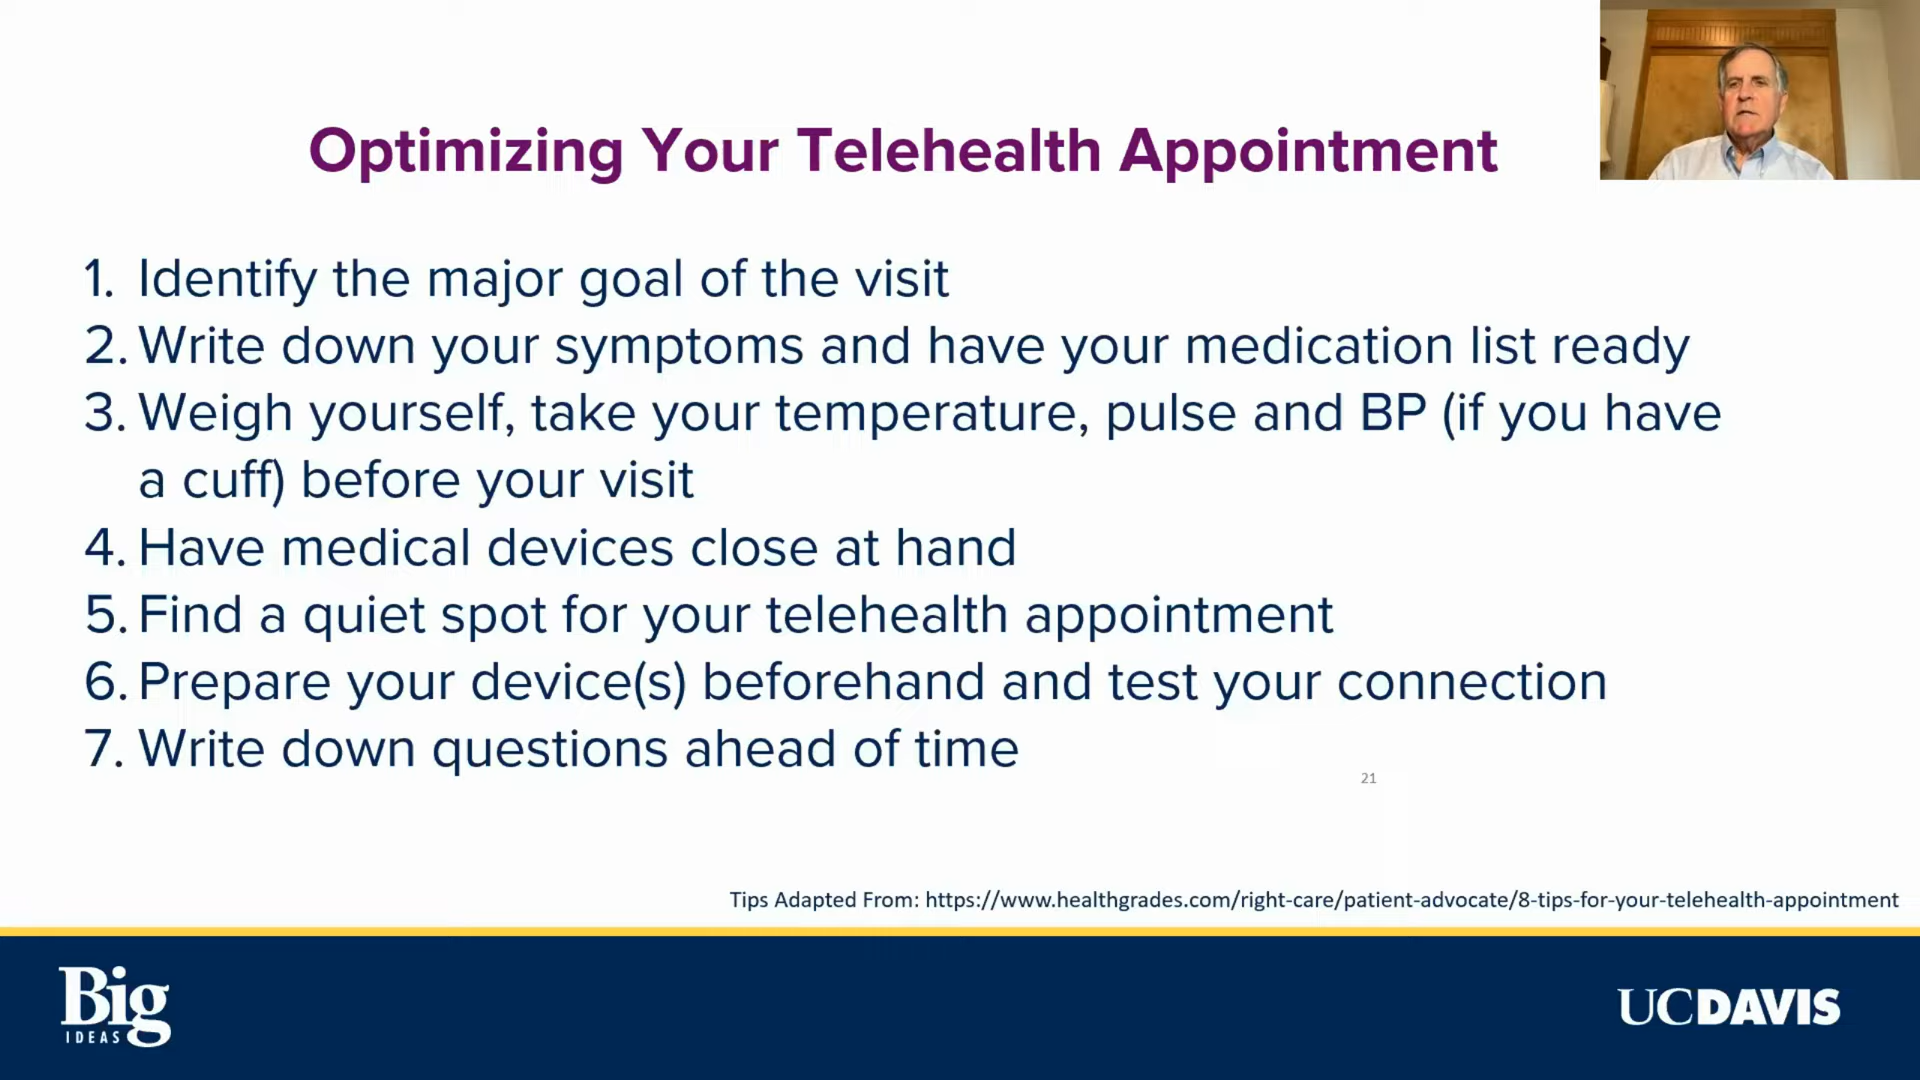 Optimizing Your Telehealth Appointment
1. Identify the major goal of the visit
2. Write down your symptoms and have your medication list ready
3. Weigh yourself, take your temperature, pulse and BP (if you have
a cuff) before your visit
4. Have medical devices close at hand
5. Find a quiet spot for your telehealth appointment
6. Prepare your device(s) beforehand and test your connection
7. Write down questions ahead of time
21
Tips Adapted From: https://www.healthgrades.com/right-care/patient-advocate/8-tips-for-your-telehealth-appointment
Big
IDEAS
UCDAVIS